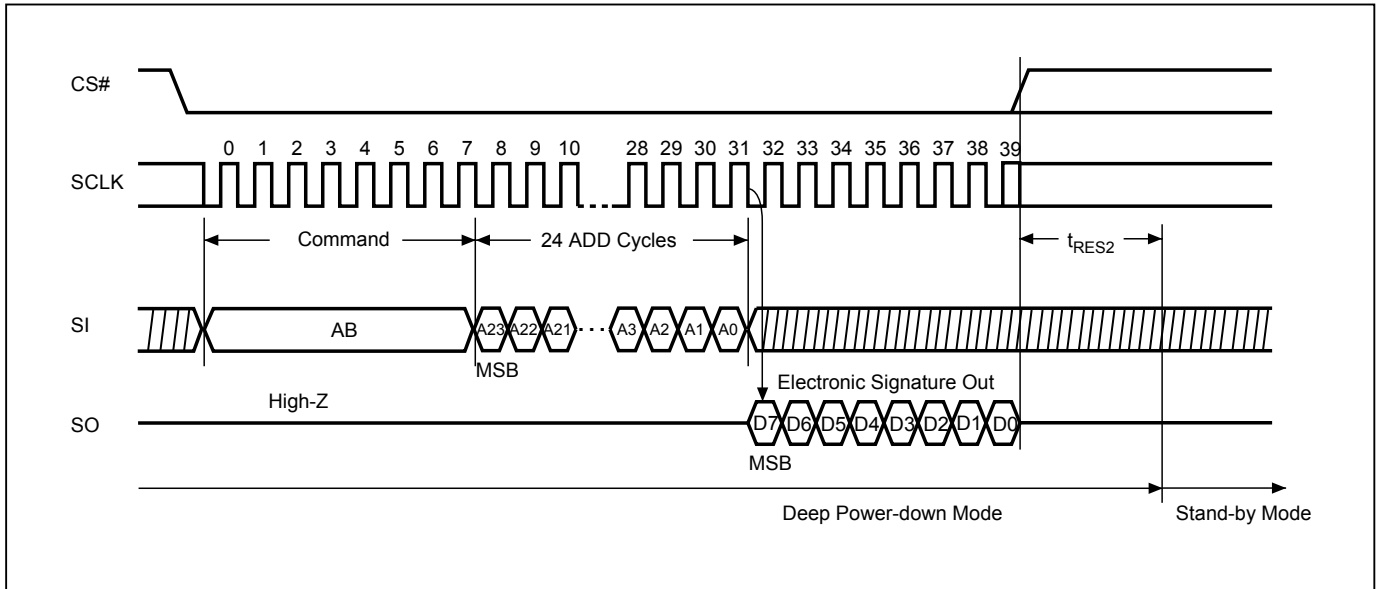 CS#
0 1 2 3 4 5 6 7 8 9 10 28 29 30 31 32 33 34 35 36 37 38 39
SCLK
Command 24 ADD Cycles tRES2
SI AB A23 A22 A21 A3 A2 A1 A0
MSB
Electronic Signature Out
High-Z
SO D7 D6 D5 D4 D3 D2 D1 D0
MSB
Deep Power-down Mode Stand-by Mode